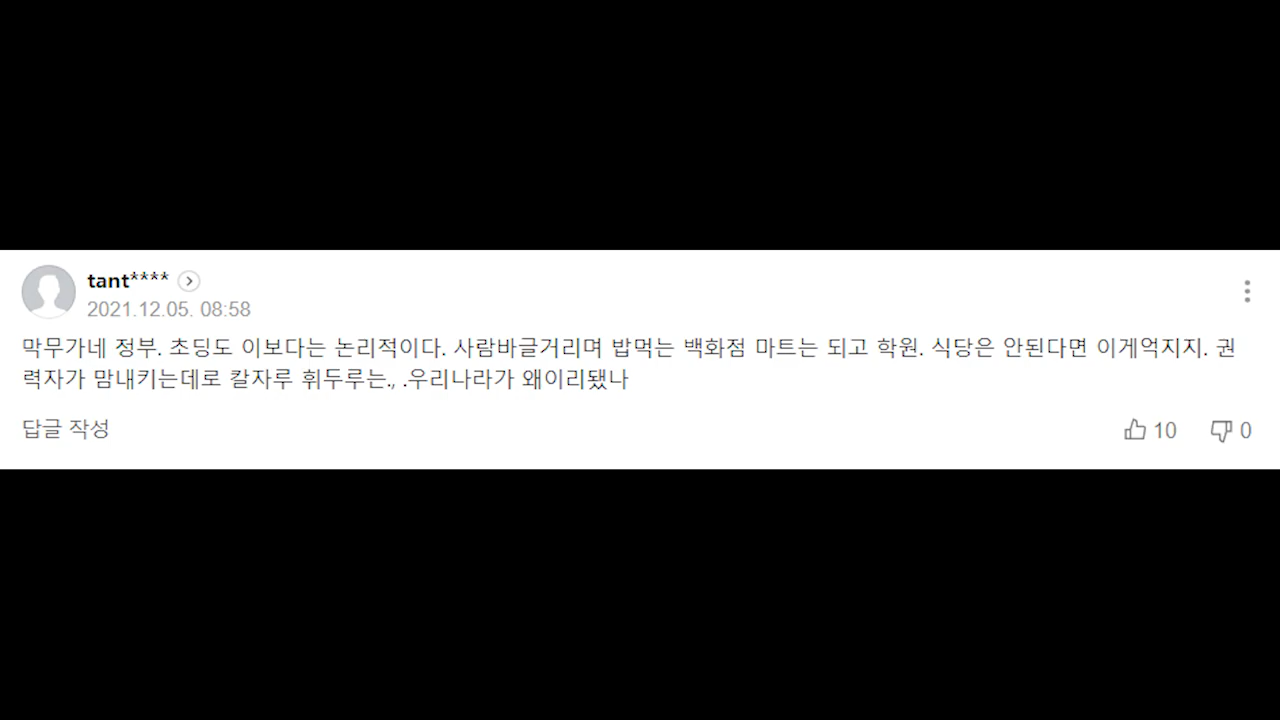 tant****
2021.12.05. 08:58
막무가네 정부. 초딩도 이보다는 논리적이다. 사람바글거리며 밥먹는 백화점 마트는 되고 학원. 식당은 안된다면 이게억지지. 권
력자가 맘내키는데로 칼자루 휘두루는., .우리나라가 왜이리됐나
답글 작성
10 0